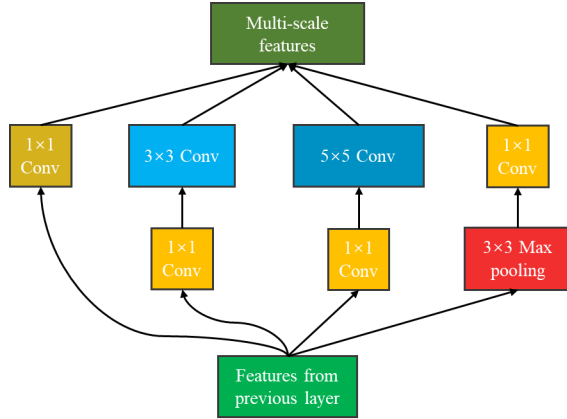 Multi-scale
features
1×1
Conv
3×3 Conv
5×5 Conv
1×1
Conv
1×1
Conv
1×1
Conv
3×3 Max
pooling
Features from
previous layer